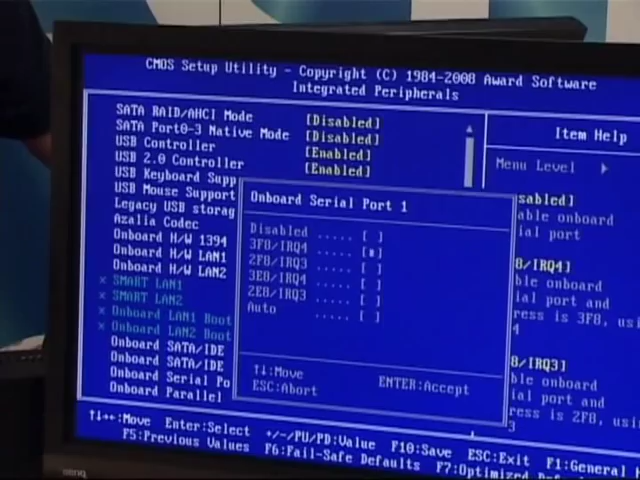 CMOS Setup Utility - Copyright (C) 1984-2008 Award Software
Integrated Peripherals
SATA RAID/AHCI Mode [Disabled]
SATA Port0-3 Native Mode [Disabled]
USB Controller [Enabled]
USB 2.0 Controller [Enabled]
USB Keyboard Supp
USB Mouse Support
Legacy USB storag
Azalia Codec
Onboard H/W 1394
Onboard H/W LAN1
Onboard H/W LAN2
× SMART LAN1
× SMART LAN2
× Onboard LAN1 Boot
× Onboard LAN2 Boot
Onboard SATA/IDE
Onboard SATA/IDE
Onboard Serial Po
Onboard Parallel
Onboard Serial Port 1
Disabled ..... [ ]
3F8/IRQ4 ..... [■]
2F8/IRQ3 ..... [ ]
3E8/IRQ4 ..... [ ]
2E8/IRQ3 ..... [ ]
Auto ..... [ ]
↑↓:Move ENTER:Accept
ESC:Abort
Item Help
Menu Level ▸
sabled]
able onboard
ial port
8/IRQ4]
ble onboard
ial port and
ress is 3F8, usi
4
8/IRQ3]
ble onboard
ial port and
ress is 2F8, usi
3
↑↓→←:Move Enter:Select +/-/PU/PD:Value F10:Save ESC:Exit F1:General H
F5:Previous Values F6:Fail-Safe Defaults F7:Optimized Def
BenQ